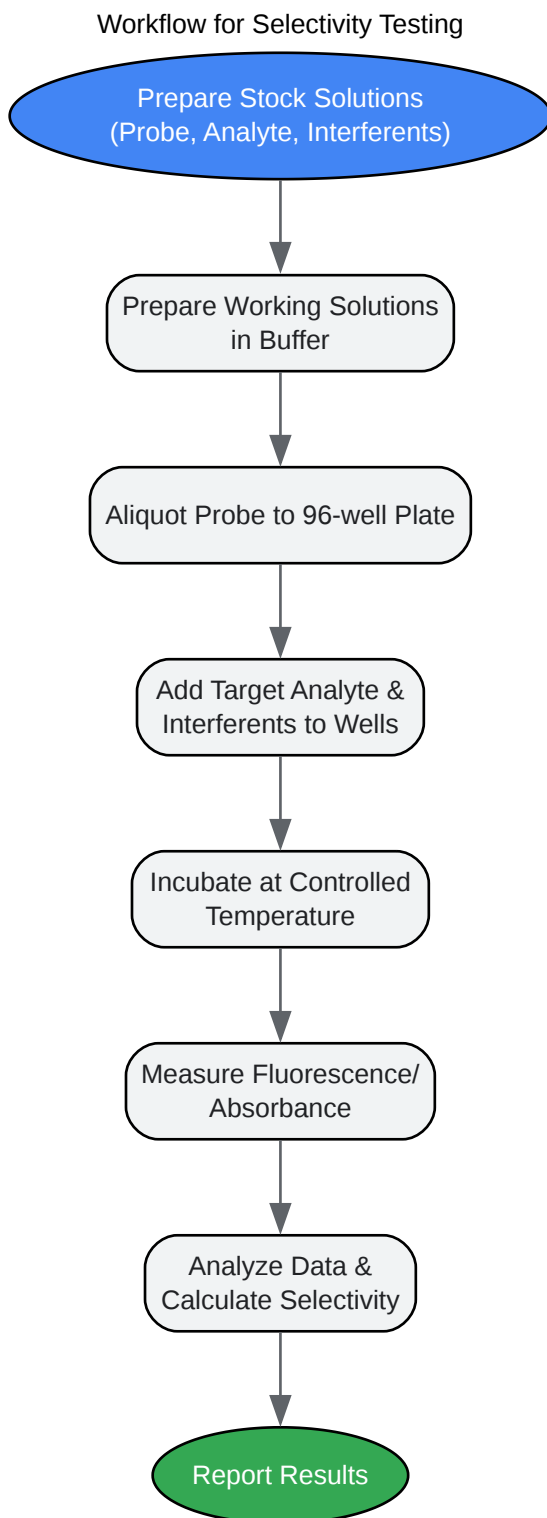 Workflow for Selectivity Testing
Prepare Stock Solutions
(Probe, Analyte, Interferents)
Prepare Working Solutions
in Buffer
Aliquot Probe to 96-well Plate
Add Target Analyte &
Interferents to Wells
Incubate at Controlled
Temperature
Measure Fluorescence/
Absorbance
Analyze Data &
Calculate Selectivity
Report Results